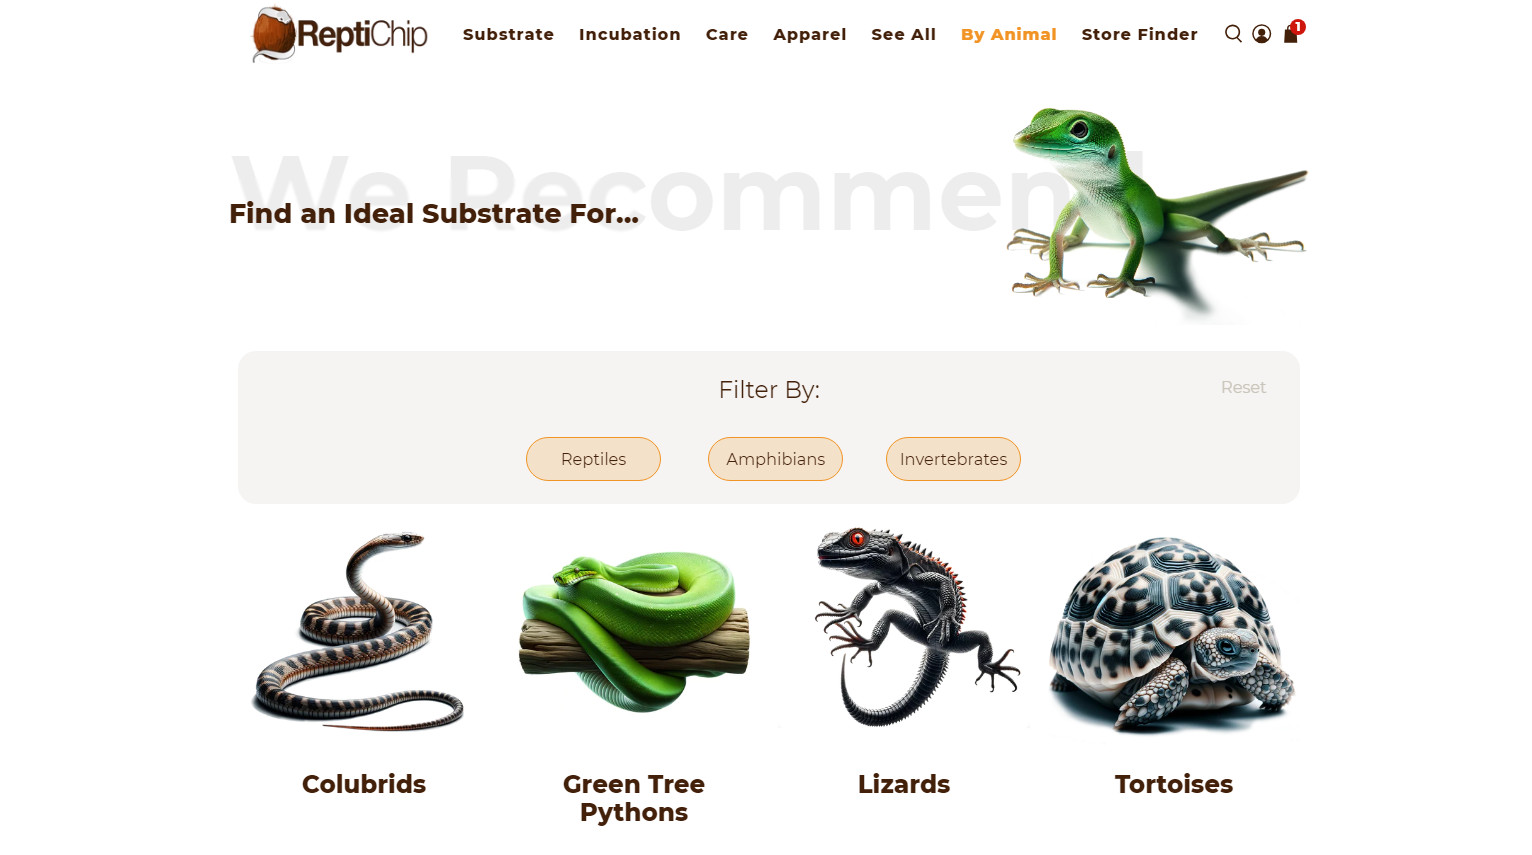 ReptiChip
Substrate Incubation Care Apparel See All By Animal Store Finder 1
We Recommend
Find an Ideal Substrate For...
Filter By:
Reset
Reptiles Amphibians Invertebrates
Colubrids Green Tree Pythons Lizards Tortoises